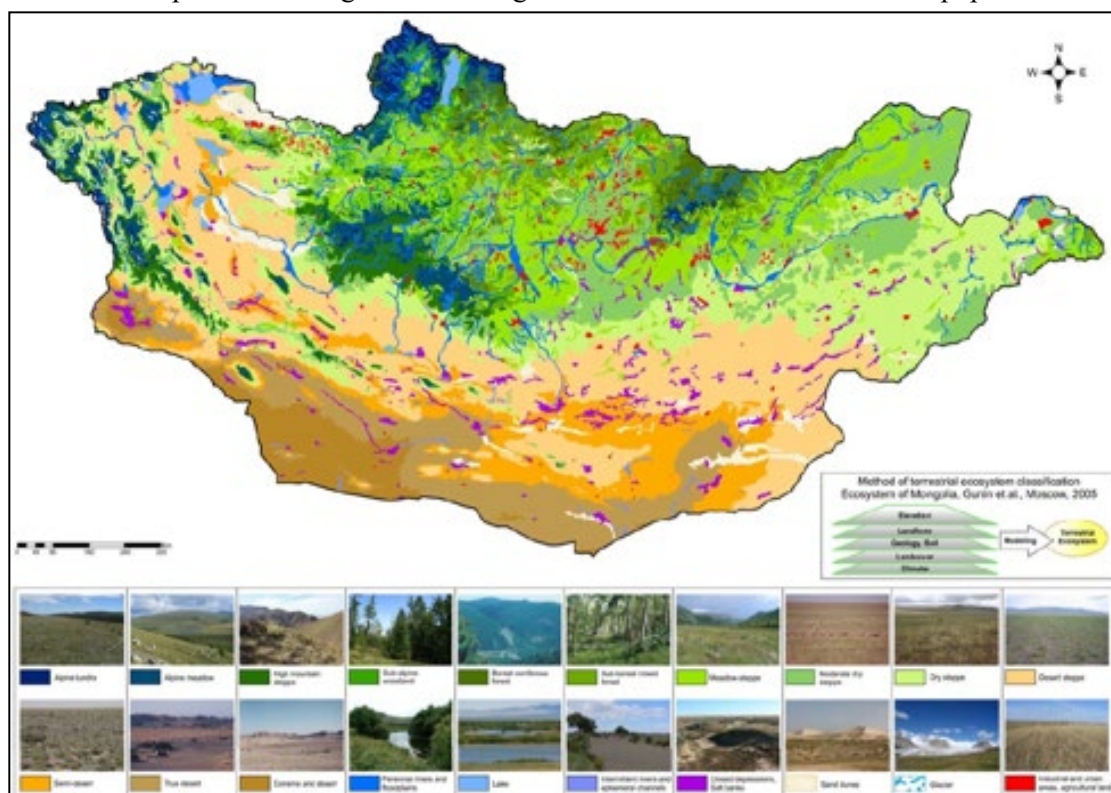 N
W E
S
Method of terrestrial ecosystem classification
Ecosystem of Mongolia, Gunin et al., Moscow, 2005
Elevation
Landform
Geology, Soil
Landcover
Climate
Modeling
Terrestrial
Ecosystem
Alpine tundra
Alpine meadow
High mountain
steppe
Sub-alpine
woodland
Boreal coniferous
forest
Sub-boreal mixed
forest
Meadow steppe
Moderate dry
steppe
Dry steppe
Desert steppe
Semi-desert
True desert
Extreme arid desert
Perennial rivers and
floodplains
Lake
Intermittent rivers and
ephemeral channels
Closed depressions,
Salt
Sand dunes
Glacier
Industrial and urban
areas, agricultural land